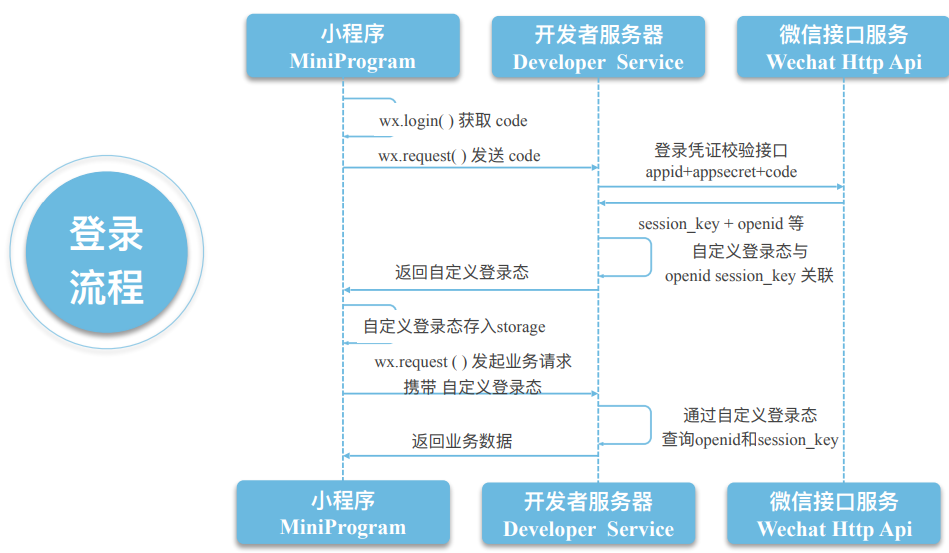 小程序
MiniProgram
开发者服务器
Developer Service
微信接口服务
Wechat Http Api
登录
流程
wx.login( ) 获取 code
wx.request( ) 发送 code
登录凭证校验接口
appid+appsecret+code
session_key + openid 等
自定义登录态与
openid session_key 关联
返回自定义登录态
自定义登录态存入storage
wx.request ( ) 发起业务请求
携带 自定义登录态
通过自定义登录态
查询openid和session_key
返回业务数据
小程序
MiniProgram
开发者服务器
Developer Service
微信接口服务
Wechat Http Api